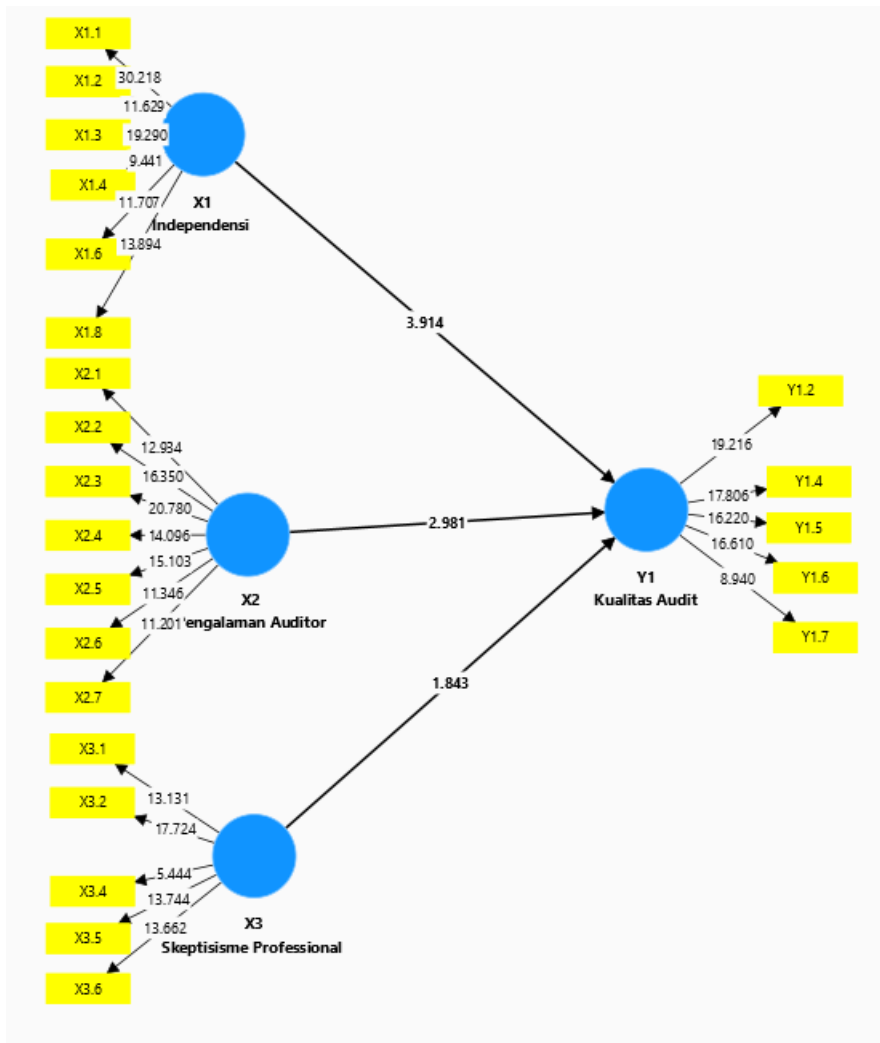 X1.1
X1.2
X1.3
X1.4
X1.6
X1.8
30.218
11.629
19.290
9.441
11.707
13.894
X1
Independensi
3.914
X2.1
X2.2
X2.3
X2.4
X2.5
X2.6
X2.7
12.934
16350
20.780
14.096
15.103
11.346
11.201
X2
'engalaman Auditor
2.981
X3.1
X3.2
X3.4
X3.5
X3.6
13.131
17.724
5.444
13.744
13.662
X3
Skeptisisme Professional
1.843
Y1
Kualitas Audit
19.216
17.806
16.220
16.610
8.940
Y1.2
Y1.4
Y1.5
Y1.6
Y1.7